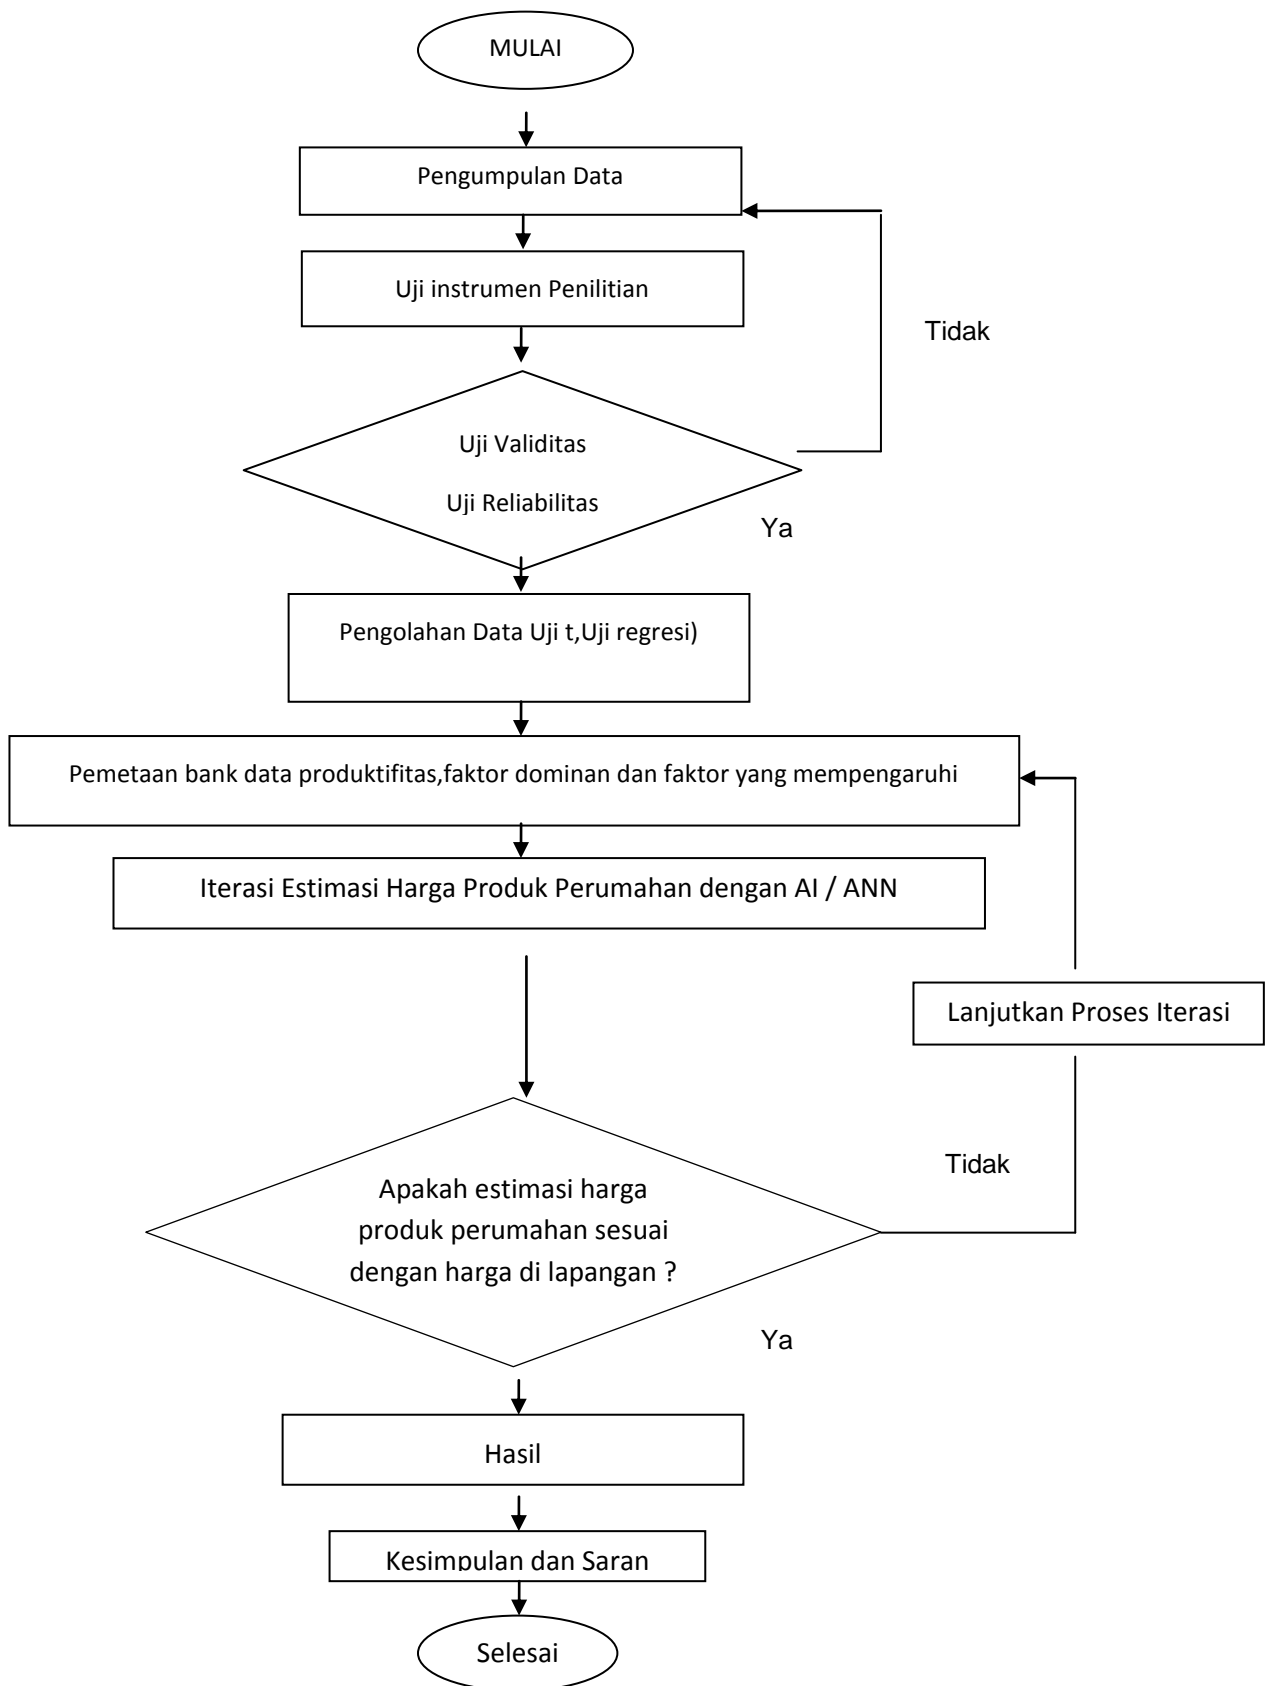 MULAI
Pengumpulan Data
Uji instrumen Penilitian
Tidak
Uji Validitas
Uji Reliabilitas
Ya
Pengolahan Data Uji t,Uji regresi)
Pemetaan bank data produktifitas,faktor dominan dan faktor yang mempengaruhi
Iterasi Estimasi Harga Produk Perumahan dengan AI / ANN
Lanjutkan Proses Iterasi
Tidak
Apakah estimasi harga
produk perumahan sesuai
dengan harga di lapangan ?
Ya
Hasil
Kesimpulan dan Saran
Selesai